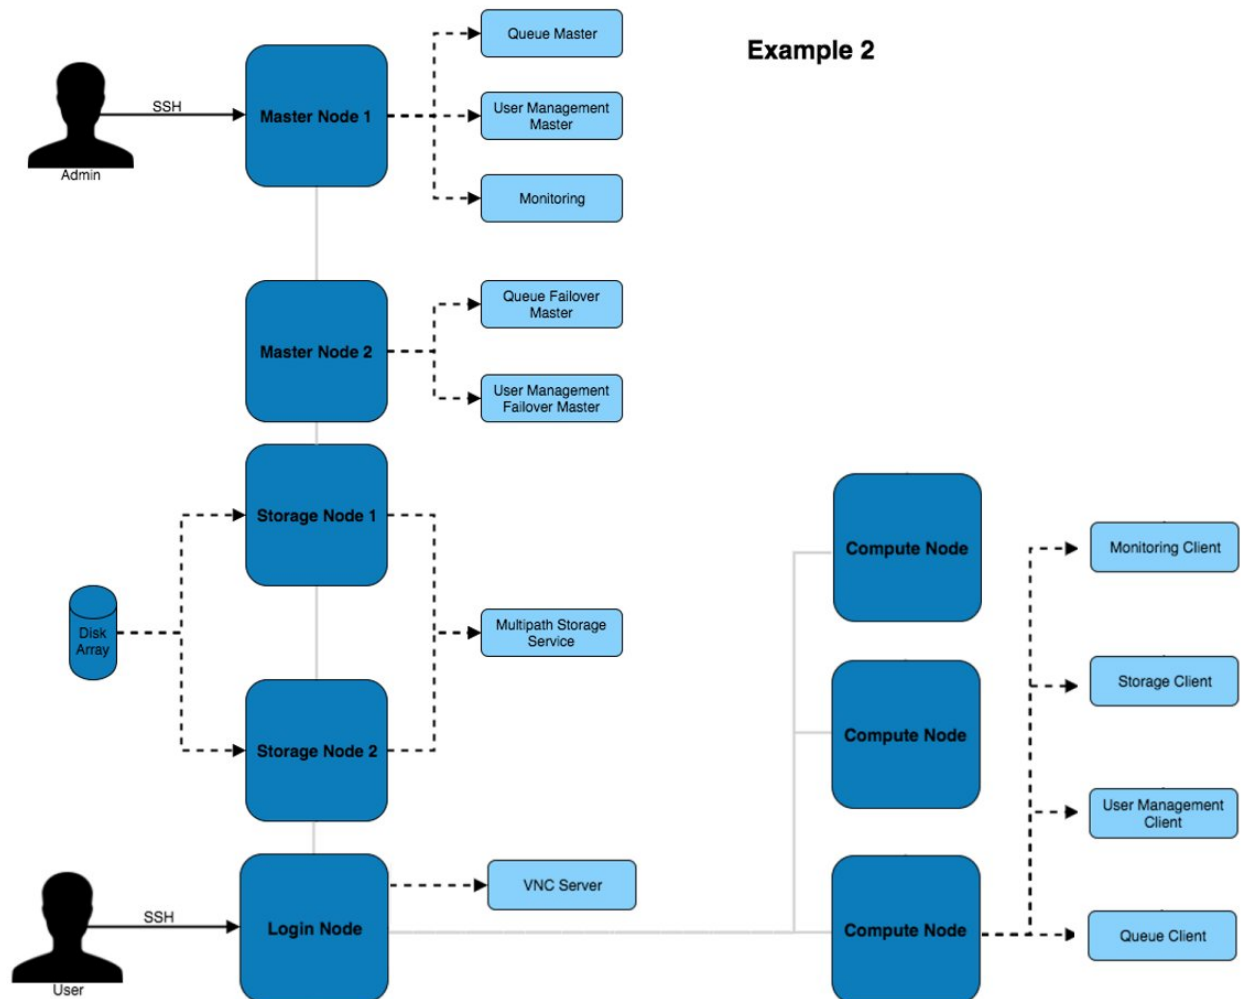 Example 2
Queue Master
SSH
Master Node 1
User Management
Master
Admin
Monitoring
Queue Failover
Master
Master Node 2
User Management
Failover Master
Storage Node 1
Compute Node
Monitoring Client
Disk
Array
Multipath Storage
Service
Storage Client
Compute Node
Storage Node 2
User Management
Client
VNC Server
SSH
Login Node
Compute Node
Queue Client
User